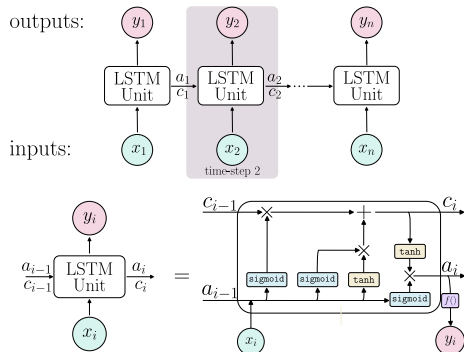 outputs: y₁ y₂ yₙ
LSTM Unit a₁ c₁ LSTM Unit a₂ c₂ ...... LSTM Unit
inputs: x₁ x₂ xₙ
time-step 2
yᵢ
aᵢ₋₁ cᵢ₋₁ LSTM Unit aᵢ cᵢ
xᵢ
=
cᵢ₋₁ × + cᵢ
×
tanh
× aᵢ
sigmoid sigmoid tanh
aᵢ₋₁ sigmoid f()
xᵢ yᵢ